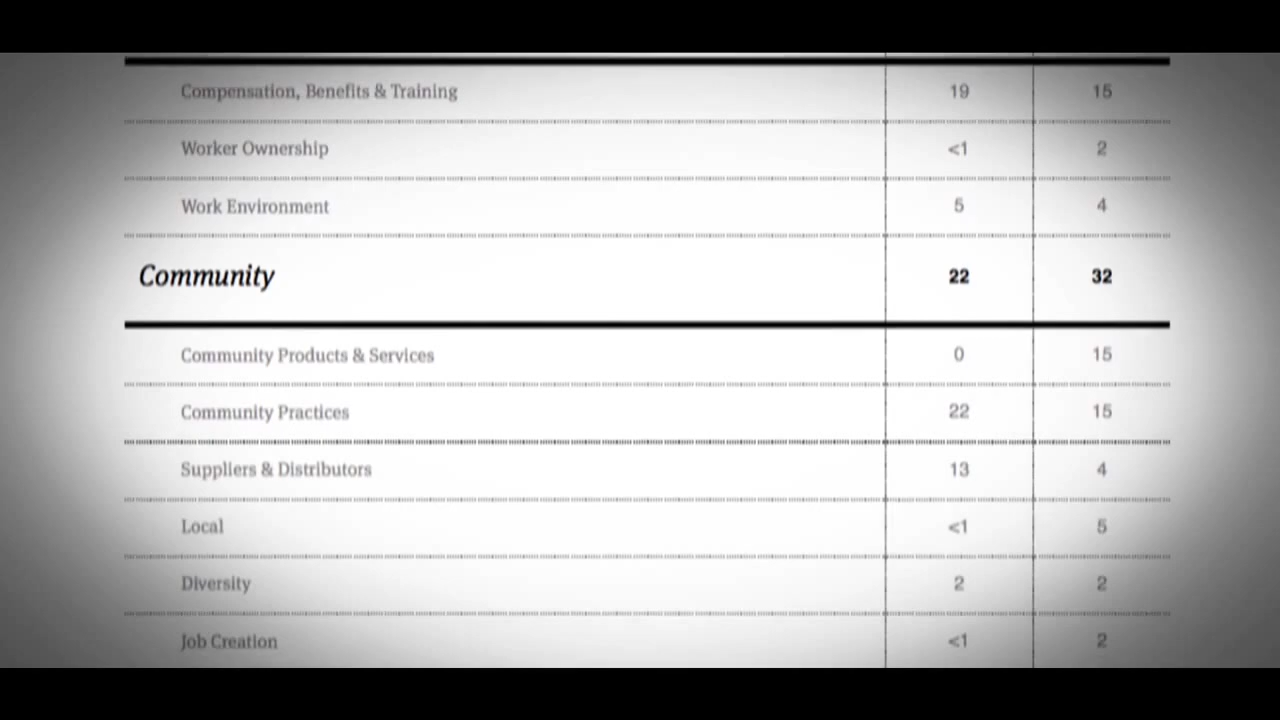 Compensation, Benefits & Training 19 15
Worker Ownership <1 2
Work Environment 5 4
Community 22 32
Community Products & Services 0 15
Community Practices 22 15
Suppliers & Distributors 13 4
Local <1 5
Diversity 2 2
Job Creation <1 2